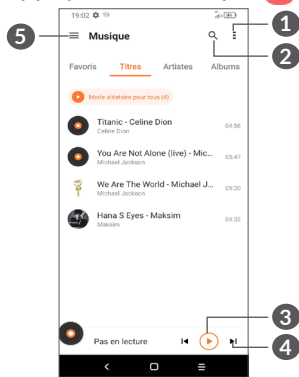 19:02
Musique
Favoris Titres Artistes Albums
Mode aléatoire pour tous (4)
Titanic - Celine Dion
Celine Dion
04:56
You Are Not Alone (live) - Mic...
Michael Jackson
05:47
We Are The World - Michael J...
Michael Jackson
05:20
Hana S Eyes - Maksim
Maksim
04:32
Pas en lecture
1
2
3
4
5